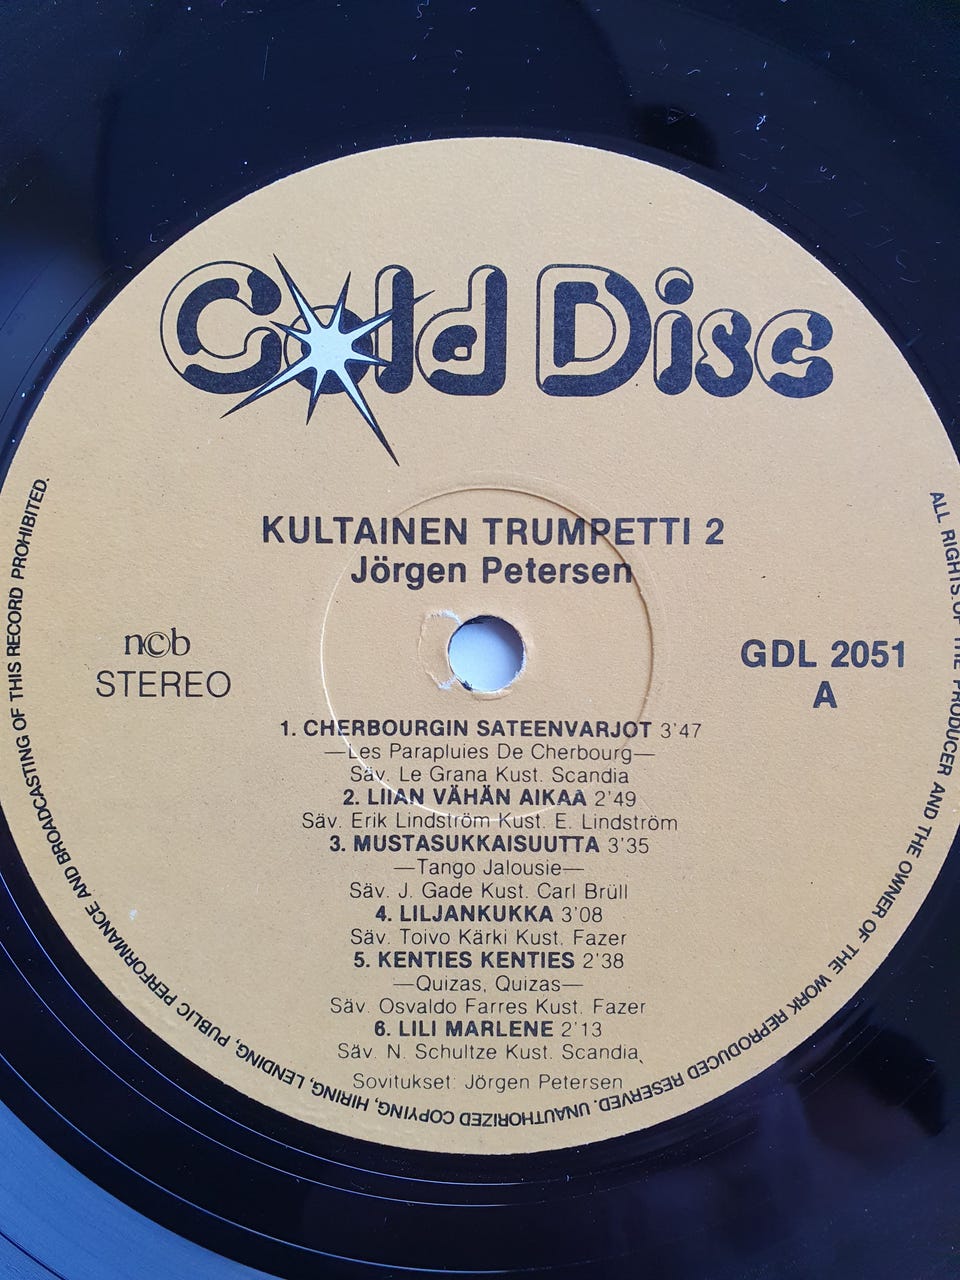 Gold Disc
KULTAINEN TRUMPETTI 2
Jörgen Petersen
n©b
STEREO
GDL 2051
A
1. CHERBOURGIN SATEENVARJOT 3'47
—Les Parapluies De Cherbourg—
Säv. Le Grana Kust. Scandia
2. LIIAN VÄHÄN AIKAA 2'49
Säv. Erik Lindström Kust. E. Lindström
3. MUSTASUKKAISUUTTA 3'35
—Tango Jalousie—
Säv. J. Gade Kust. Carl Brüll
4. LILJANKUKKA 3'08
Säv. Toivo Kärki Kust. Fazer
5. KENTIES KENTIES 2'38
—Quizas, Quizas—
Säv. Osvaldo Farres Kust. Fazer
6. LILI MARLENE 2'13
Säv. N. Schultze Kust. Scandia
Sovitukset: Jörgen Petersen
ALL RIGHTS. OF THE PRODUCER AND THE OWNER OF THE WORK REPRODUCED RESERVED. UNAUTHORIZED COPYING, HIRING, LENDING, PUBLIC PERFORMANCE AND BROADCASTING OF THIS RECORD PROHIBITED.